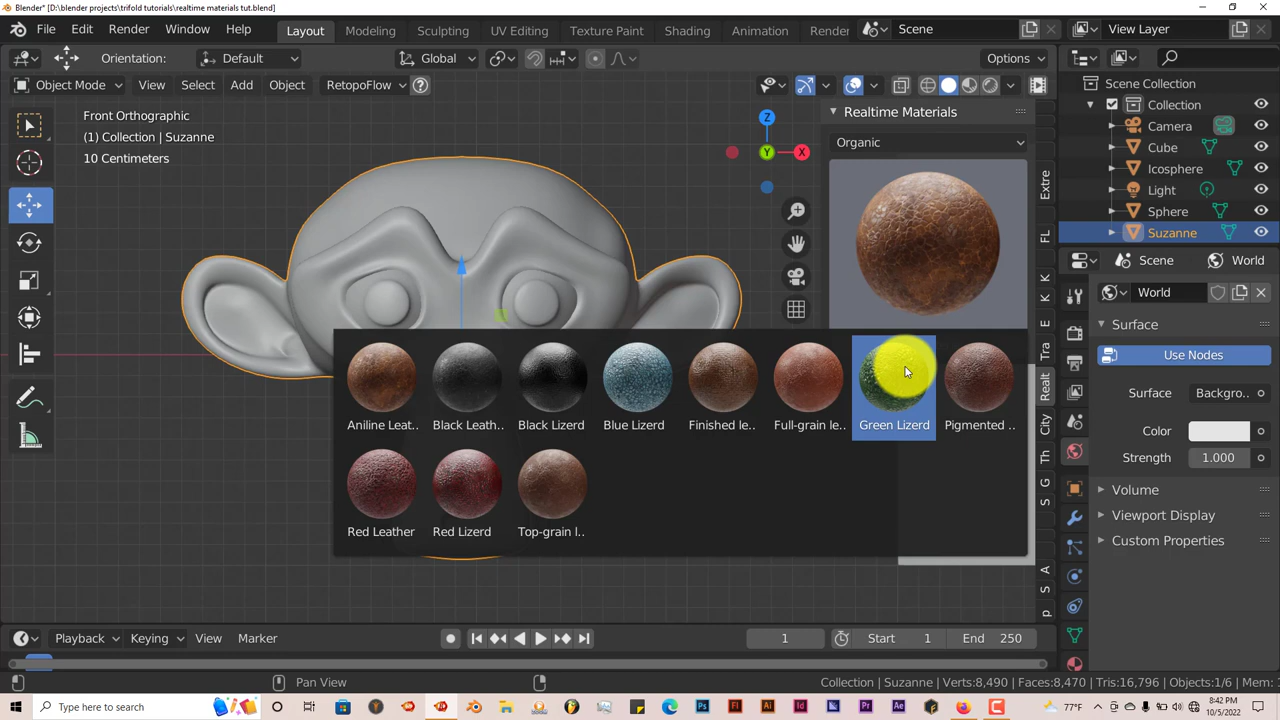 Blender* [D:\blender projects\trifold tutorials\realtime materials tut.blend]
File Edit Render Window Help Layout Modeling Sculpting UV Editing Texture Paint Shading Animation Render Scene View Layer
Orientation: Default Global Options
Object Mode View Select Add Object RetopoFlow
Front Orthographic
(1) Collection | Suzanne
10 Centimeters
Z
Y
X
Realtime Materials
Organic
Extre
FL
K
K
E
Tra
Realt
City
Th
G
S
A
S
p
Aniline Leat.. Black Leath.. Black Lizerd Blue Lizerd Finished le.. Full-grain le.. Green Lizerd Pigmented ..
Red Leather Red Lizerd Top-grain l..
Scene Collection
Collection
Camera
Cube
Icosphere
Light
Sphere
Suzanne
Scene World
World
Surface
Use Nodes
Surface Backgro..
Color
Strength 1.000
Volume
Viewport Display
Custom Properties
Playback Keying View Marker 1 Start 1 End 250
Pan View Collection | Suzanne | Verts:8,490 | Faces:8,470 | Tris:16,796 | Objects:1/6 | Mem: 1
Type here to search 77°F 8:42 PM
10/5/2022